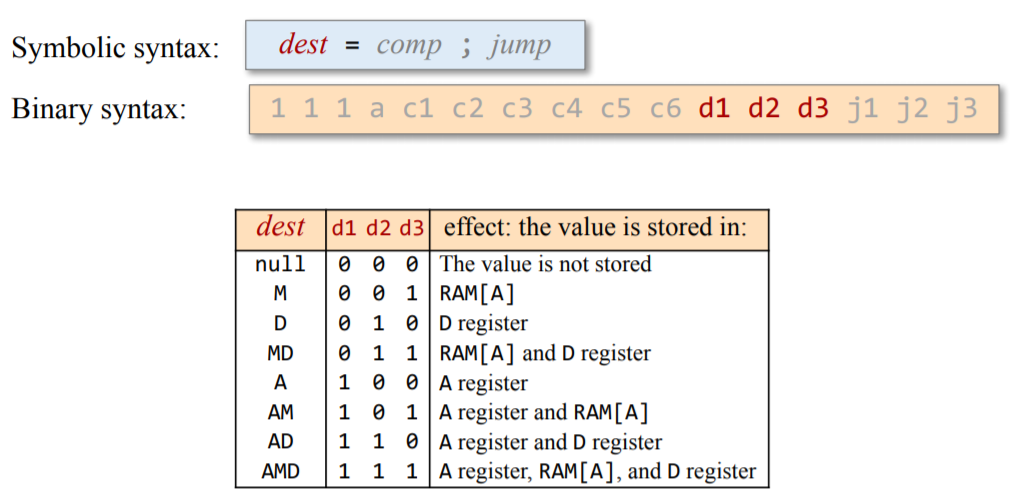 Symbolic syntax: dest = comp ; jump
Binary syntax: 1 1 1 a c1 c2 c3 c4 c5 c6 d1 d2 d3 j1 j2 j3
dest d1 d2 d3 effect: the value is stored in:
null 0 0 0 The value is not stored
M 0 0 1 RAM[A]
D 0 1 0 D register
MD 0 1 1 RAM[A] and D register
A 1 0 0 A register
AM 1 0 1 A register and RAM[A]
AD 1 1 0 A register and D register
AMD 1 1 1 A register, RAM[A], and D register